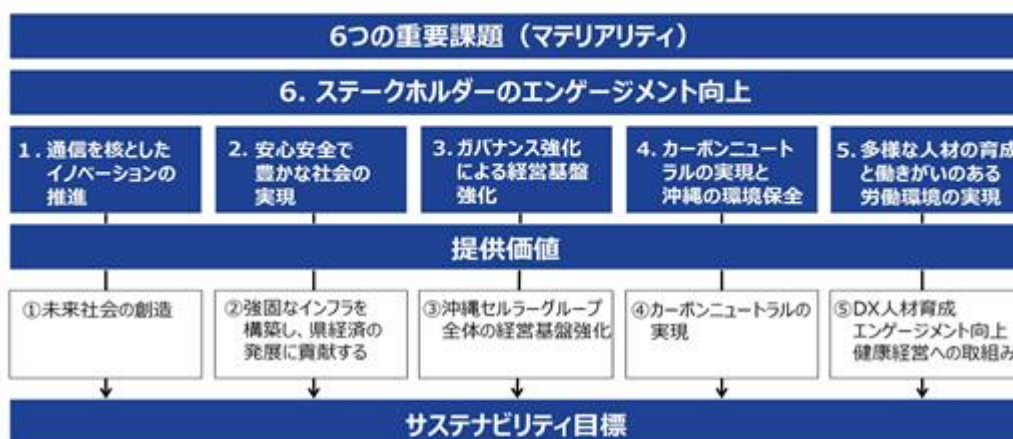 6つの重要課題（マテリアリティ）
6. ステークホルダーのエンゲージメント向上
1. 通信を核とした
イノベーションの
推進
2. 安心安全で
豊かな社会の
実現
3. ガバナンス強化
による経営基盤
強化
4. カーボンニュート
ラルの実現と
沖縄の環境保全
5. 多様な人材の育成
と働きがいのある
労働環境の実現
提供価値
①未来社会の創造
②強固なインフラを
構築し、県経済の
発展に貢献する
③沖縄セルラーグループ
全体の経営基盤強化
④カーボンニュートラルの
実現
⑤DX人材育成
エンゲージメント向上
健康経営への取組み
サステナビリティ目標